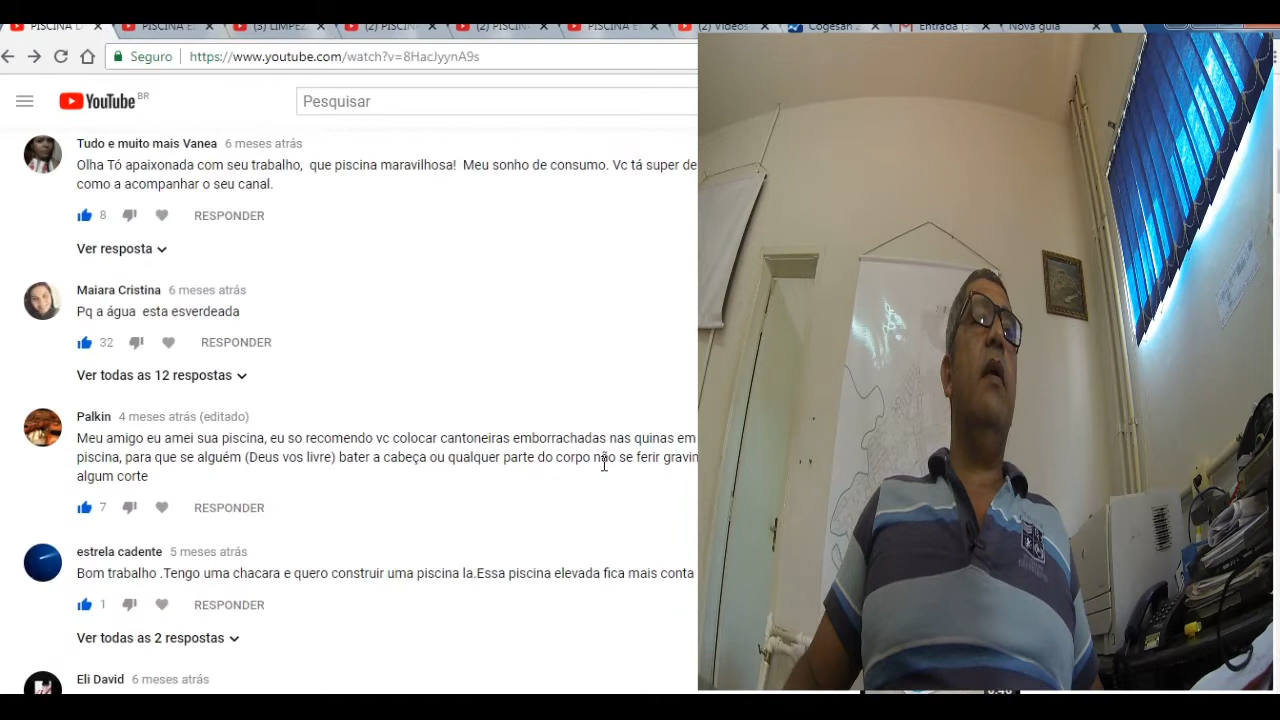 PISCINA D
PISCINA E
(3) LIMPEZ
(2) PISCIN
(2) PISCIN
PISCINA E
(2) Vídeos
Cogesan
Entrada (3
Nova guia
Seguro
https://www.youtube.com/watch?v=8HacJyynA9s
YouTube BR
Pesquisar
Tudo e muito mais Vanea 6 meses atrás
Olha Tó apaixonada com seu trabalho, que piscina maravilhosa! Meu sonho de consumo. Vc tá super de
como a acompanhar o seu canal.
8 RESPONDER
Ver resposta
Maiara Cristina 6 meses atrás
Pq a água esta esverdeada
32 RESPONDER
Ver todas as 12 respostas
Palkin 4 meses atrás (editado)
Meu amigo eu amei sua piscina, eu so recomendo vc colocar cantoneiras emborrachadas nas quinas em
piscina, para que se alguém (Deus vos livre) bater a cabeça ou qualquer parte do corpo não se ferir gravin
algum corte
7 RESPONDER
estrela cadente 5 meses atrás
Bom trabalho .Tengo uma chacara e quero construir uma piscina la.Essa piscina elevada fica mais conta
1 RESPONDER
Ver todas as 2 respostas
Eli David 6 meses atrás